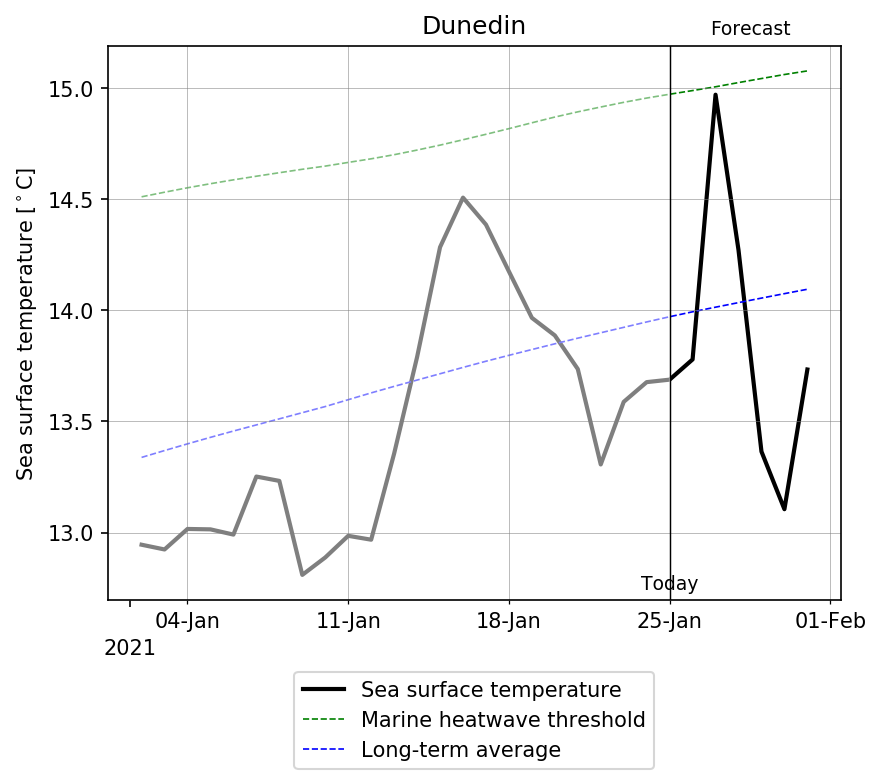 Dunedin
Forecast
Sea surface temperature [°C]
15.0
14.5
14.0
13.5
13.0
Today
04-Jan
11-Jan
18-Jan
25-Jan
01-Feb
2021
Sea surface temperature
Marine heatwave threshold
Long-term average